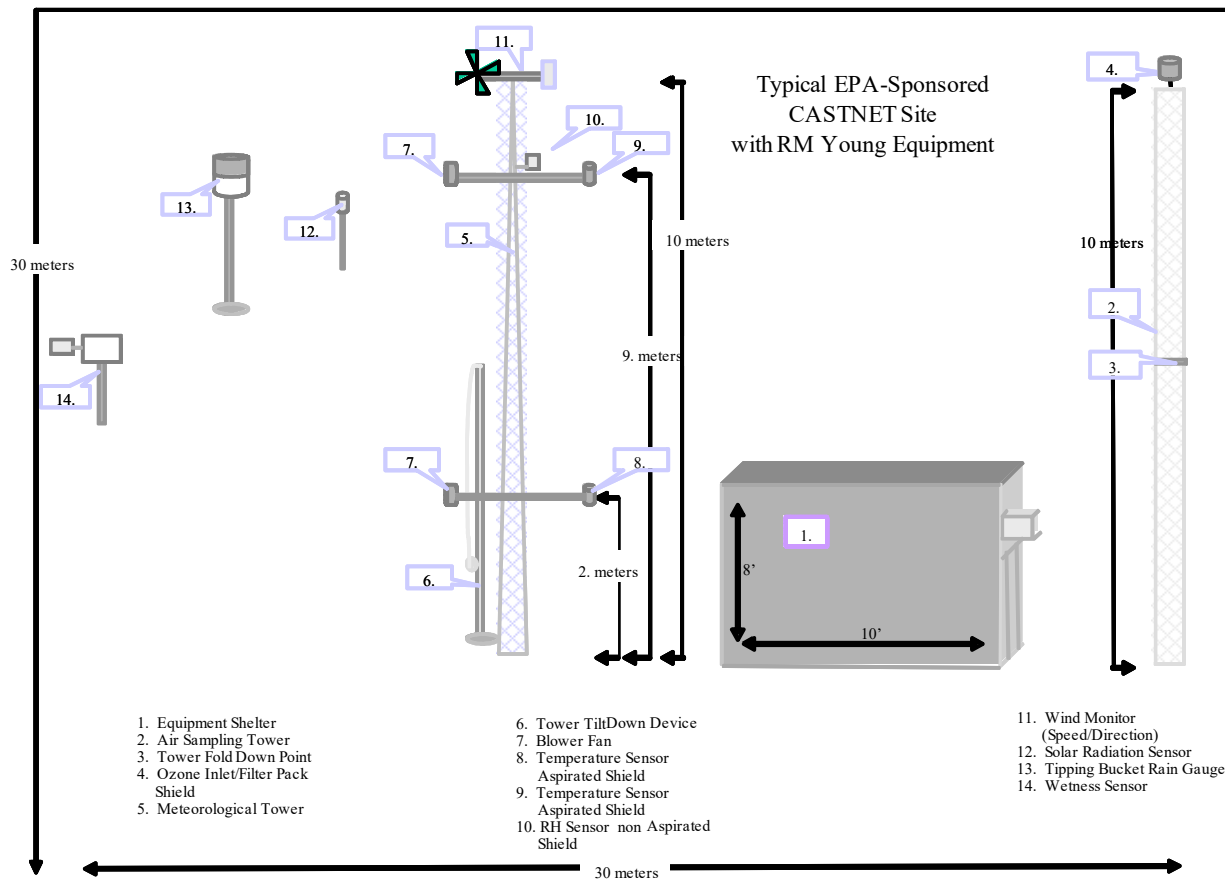 11.
4.
Typical EPA-Sponsored
CASTNET Site
with RM Young Equipment
10.
7.
9.
13.
12.
5.
10 meters
10 meters
30 meters
2.
9. meters
3.
14.
7.
8.
1.
8’
2. meters
6.
10’
1. Equipment Shelter
2. Air Sampling Tower
3. Tower Fold Down Point
4. Ozone Inlet/Filter Pack
Shield
5. Meteorological Tower
6. Tower TiltDown Device
7. Blower Fan
8. Temperature Sensor
Aspirated Shield
9. Temperature Sensor
Aspirated Shield
10. RH Sensor non Aspirated
Shield
11. Wind Monitor
(Speed/Direction)
12. Solar Radiation Sensor
13. Tipping Bucket Rain Gauge
14. Wetness Sensor
30 meters